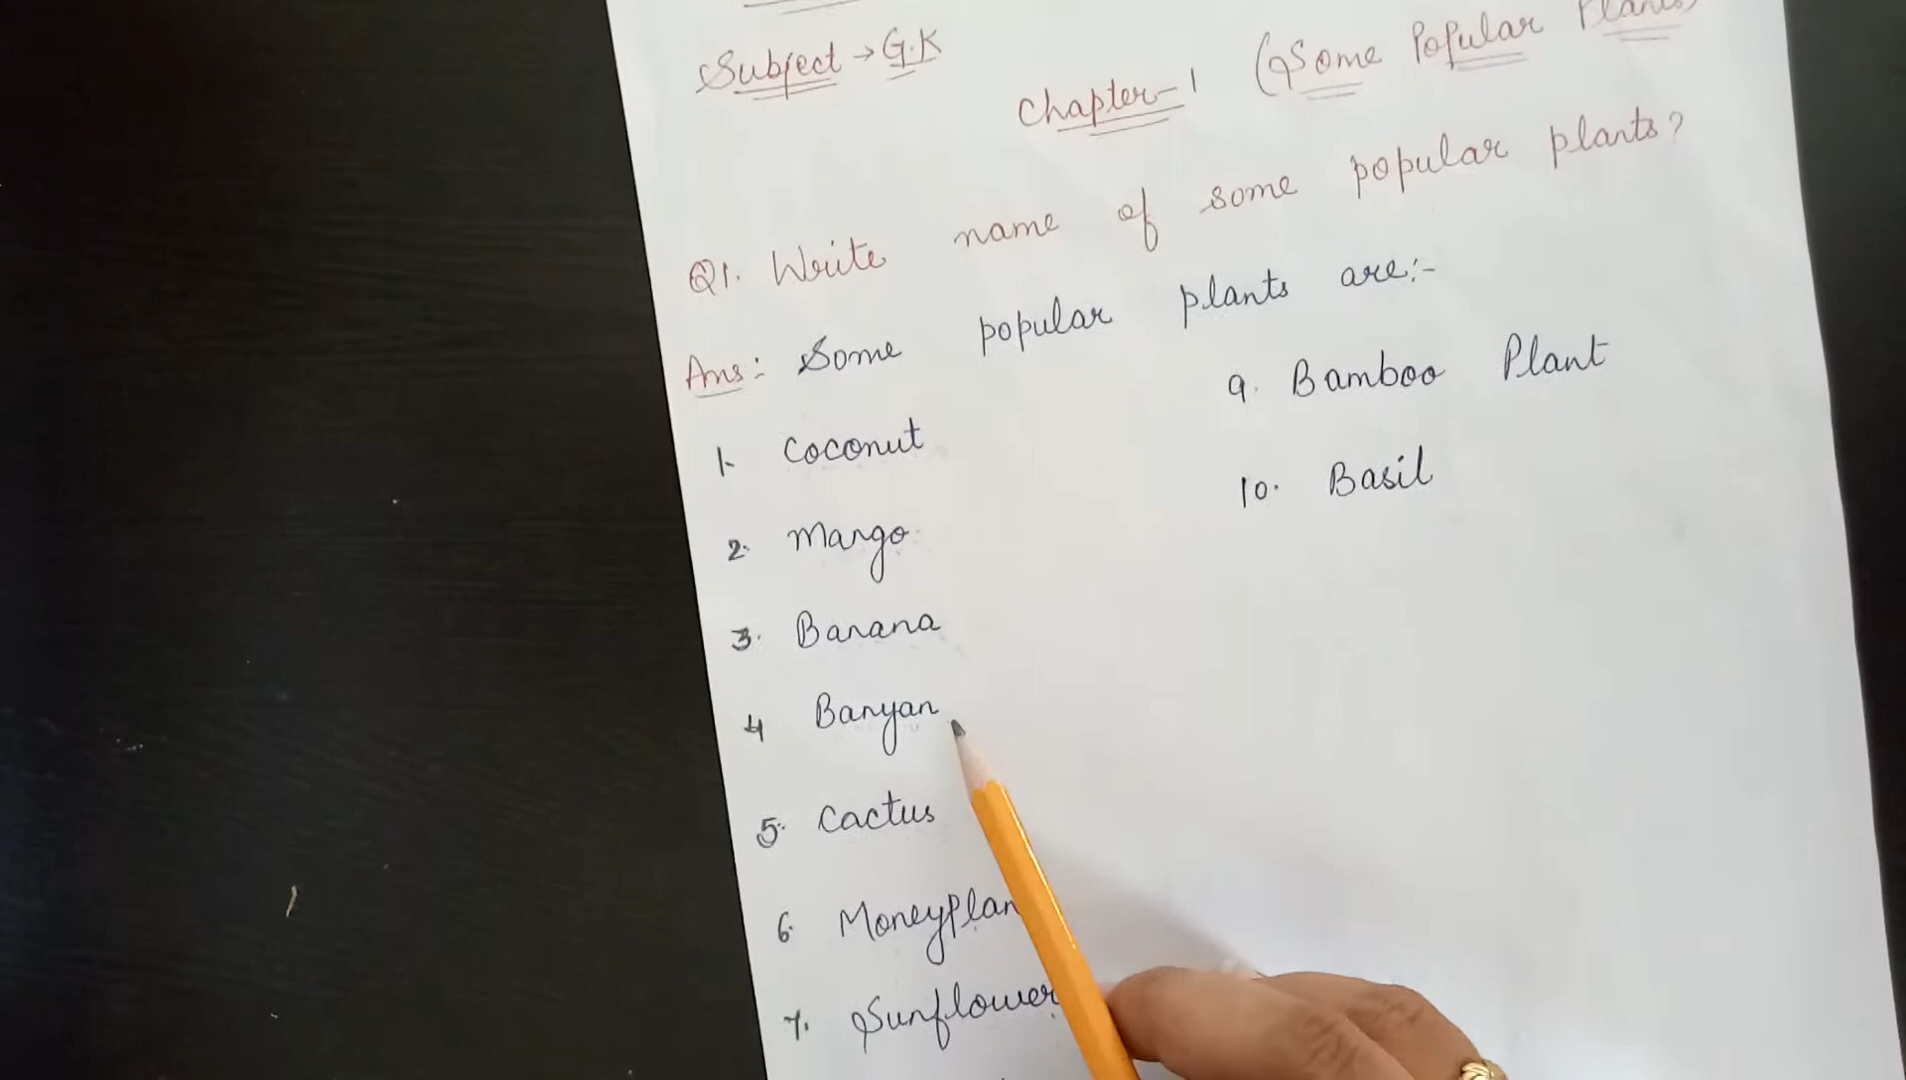 Subject → G.K
Chapter-1 (Some Popular Plants)
Q1. Write name of some popular plants?
Ans: Some popular plants are:-
1. Coconut
2. Mango
3. Banana
4 Banyan
5. Cactus
6. Moneyplan
7. Sunflower
9. Bamboo Plant
10. Basil